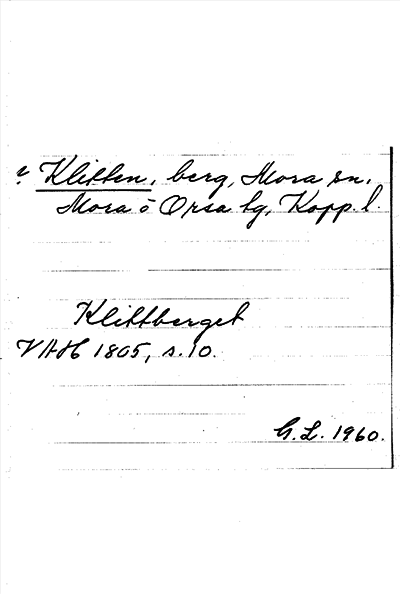 ? Klitten, berg, Mora sn,
Mora o Orsa tg, Kopp. l.
Klittberget
VAH 1805, s. 10.
G.L. 1960.